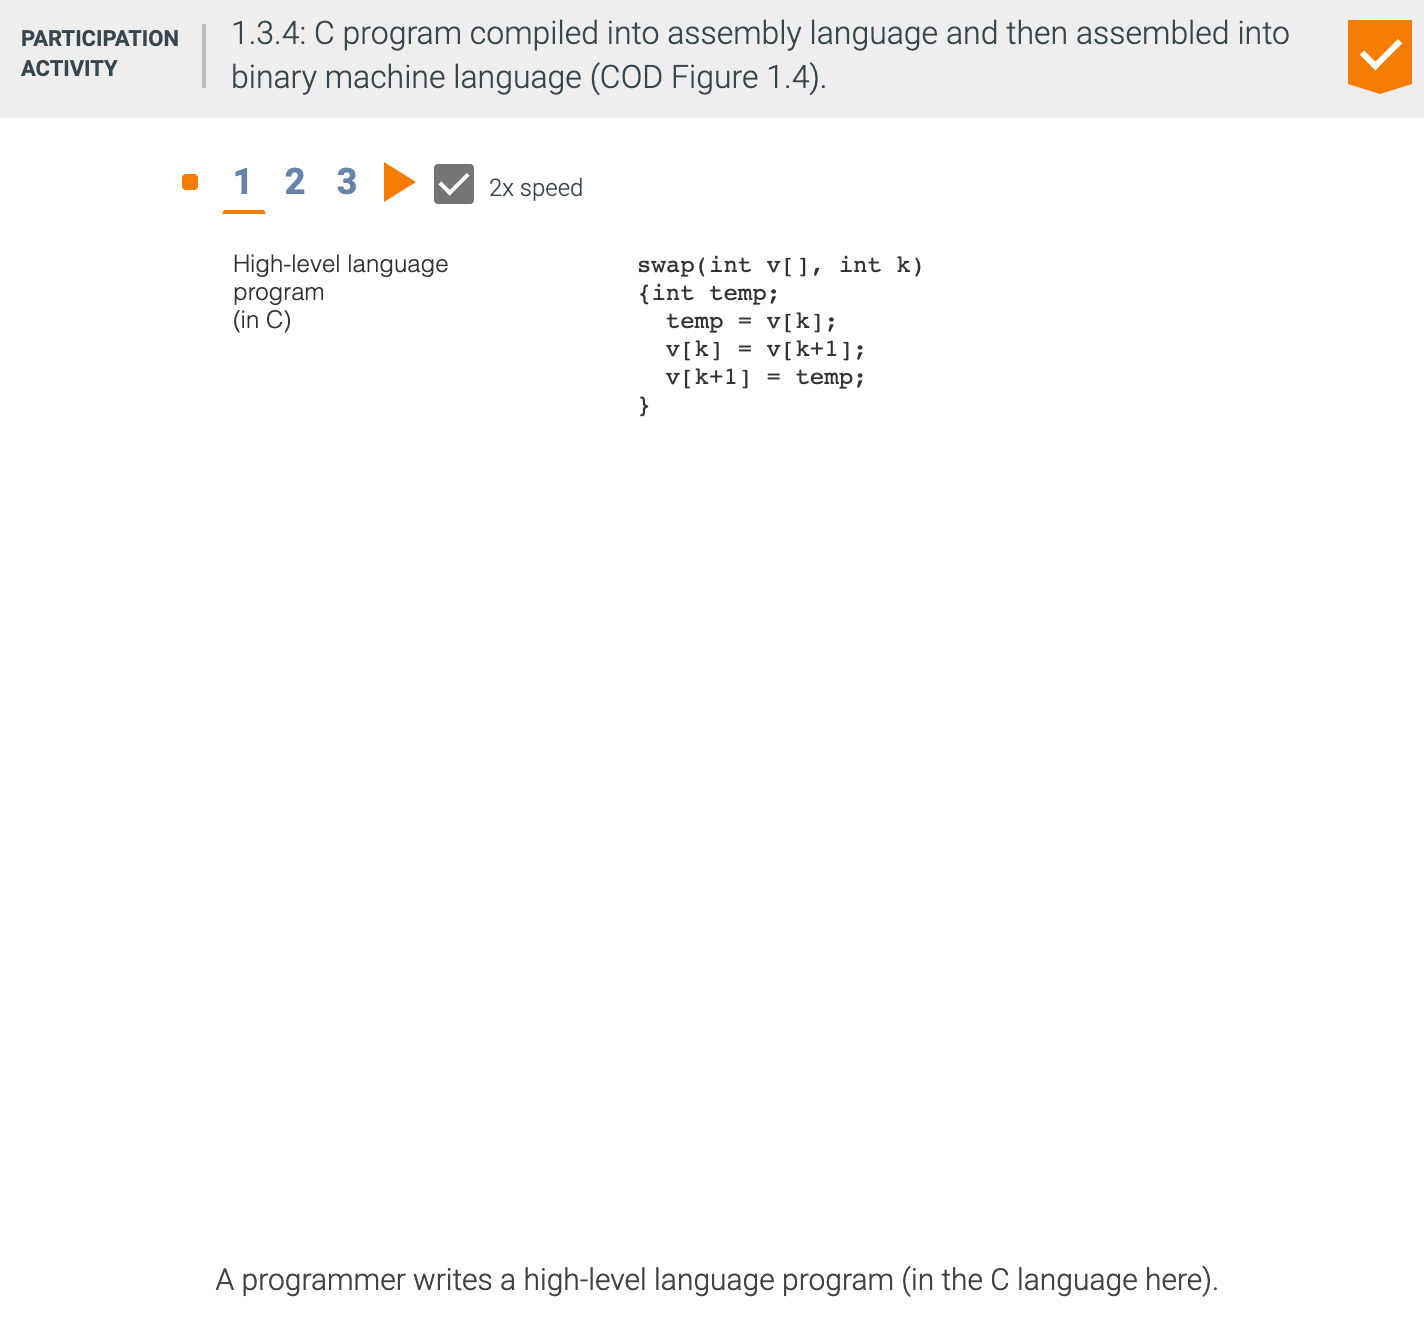 PARTICIPATION
ACTIVITY
1.3.4: C program compiled into assembly language and then assembled into
binary machine language (COD Figure 1.4).
1 2 3 2x speed
High-level language
program
(in C)
swap(int v[], int k)
{int temp;
  temp = v[k];
  v[k] = v[k+1];
  v[k+1] = temp;
}
A programmer writes a high-level language program (in the C language here).